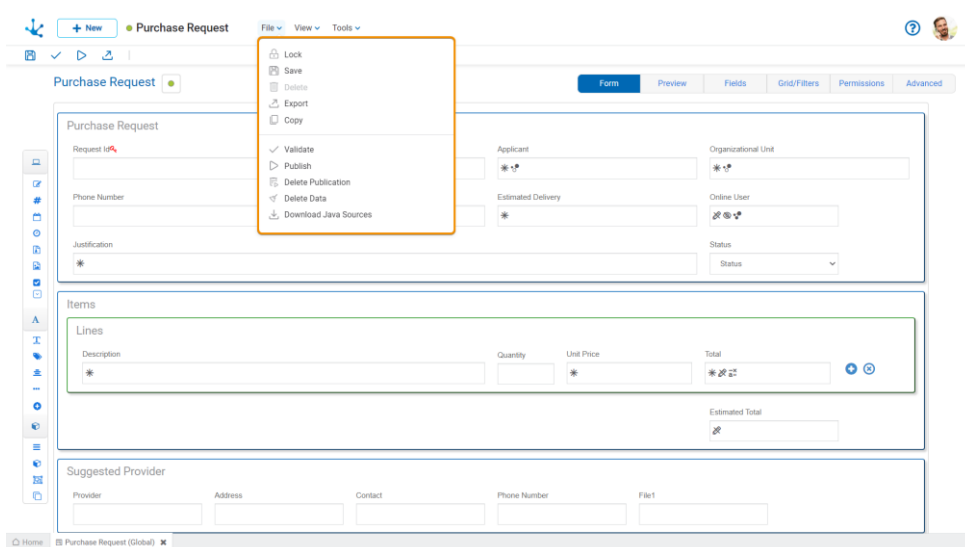 + New
Purchase Request
File
View
Tools
Purchase Request
Form
Preview
Fields
Grid/Filters
Permissions
Advanced
Lock
Save
Delete
Export
Copy
Validate
Publish
Delete Publication
Delete Data
Download Java Sources
Purchase Request
Request Id
Applicant
Organizational Unit
Phone Number
Estimated Delivery
Online User
Justification
Status
Status
Items
Lines
Description
Quantity
Unit Price
Total
Estimated Total
Suggested Provider
Provider
Address
Contact
Phone Number
File1
Home
Purchase Request (Global)